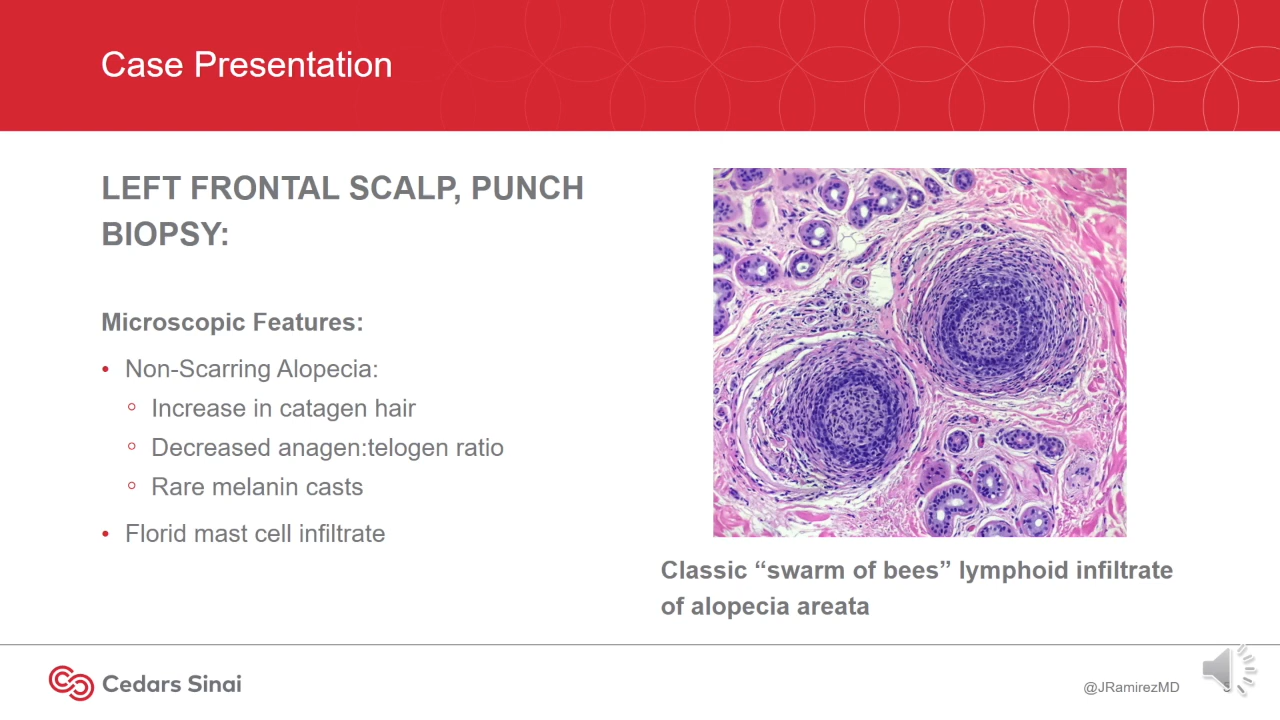 Case Presentation
LEFT FRONTAL SCALP, PUNCH
BIOPSY:
Microscopic Features:
• Non-Scarring Alopecia:
○ Increase in catagen hair
○ Decreased anagen:telogen ratio
○ Rare melanin casts
• Florid mast cell infiltrate
Classic “swarm of bees” lymphoid infiltrate
of alopecia areata
Cedars Sinai
@JRamirezMD